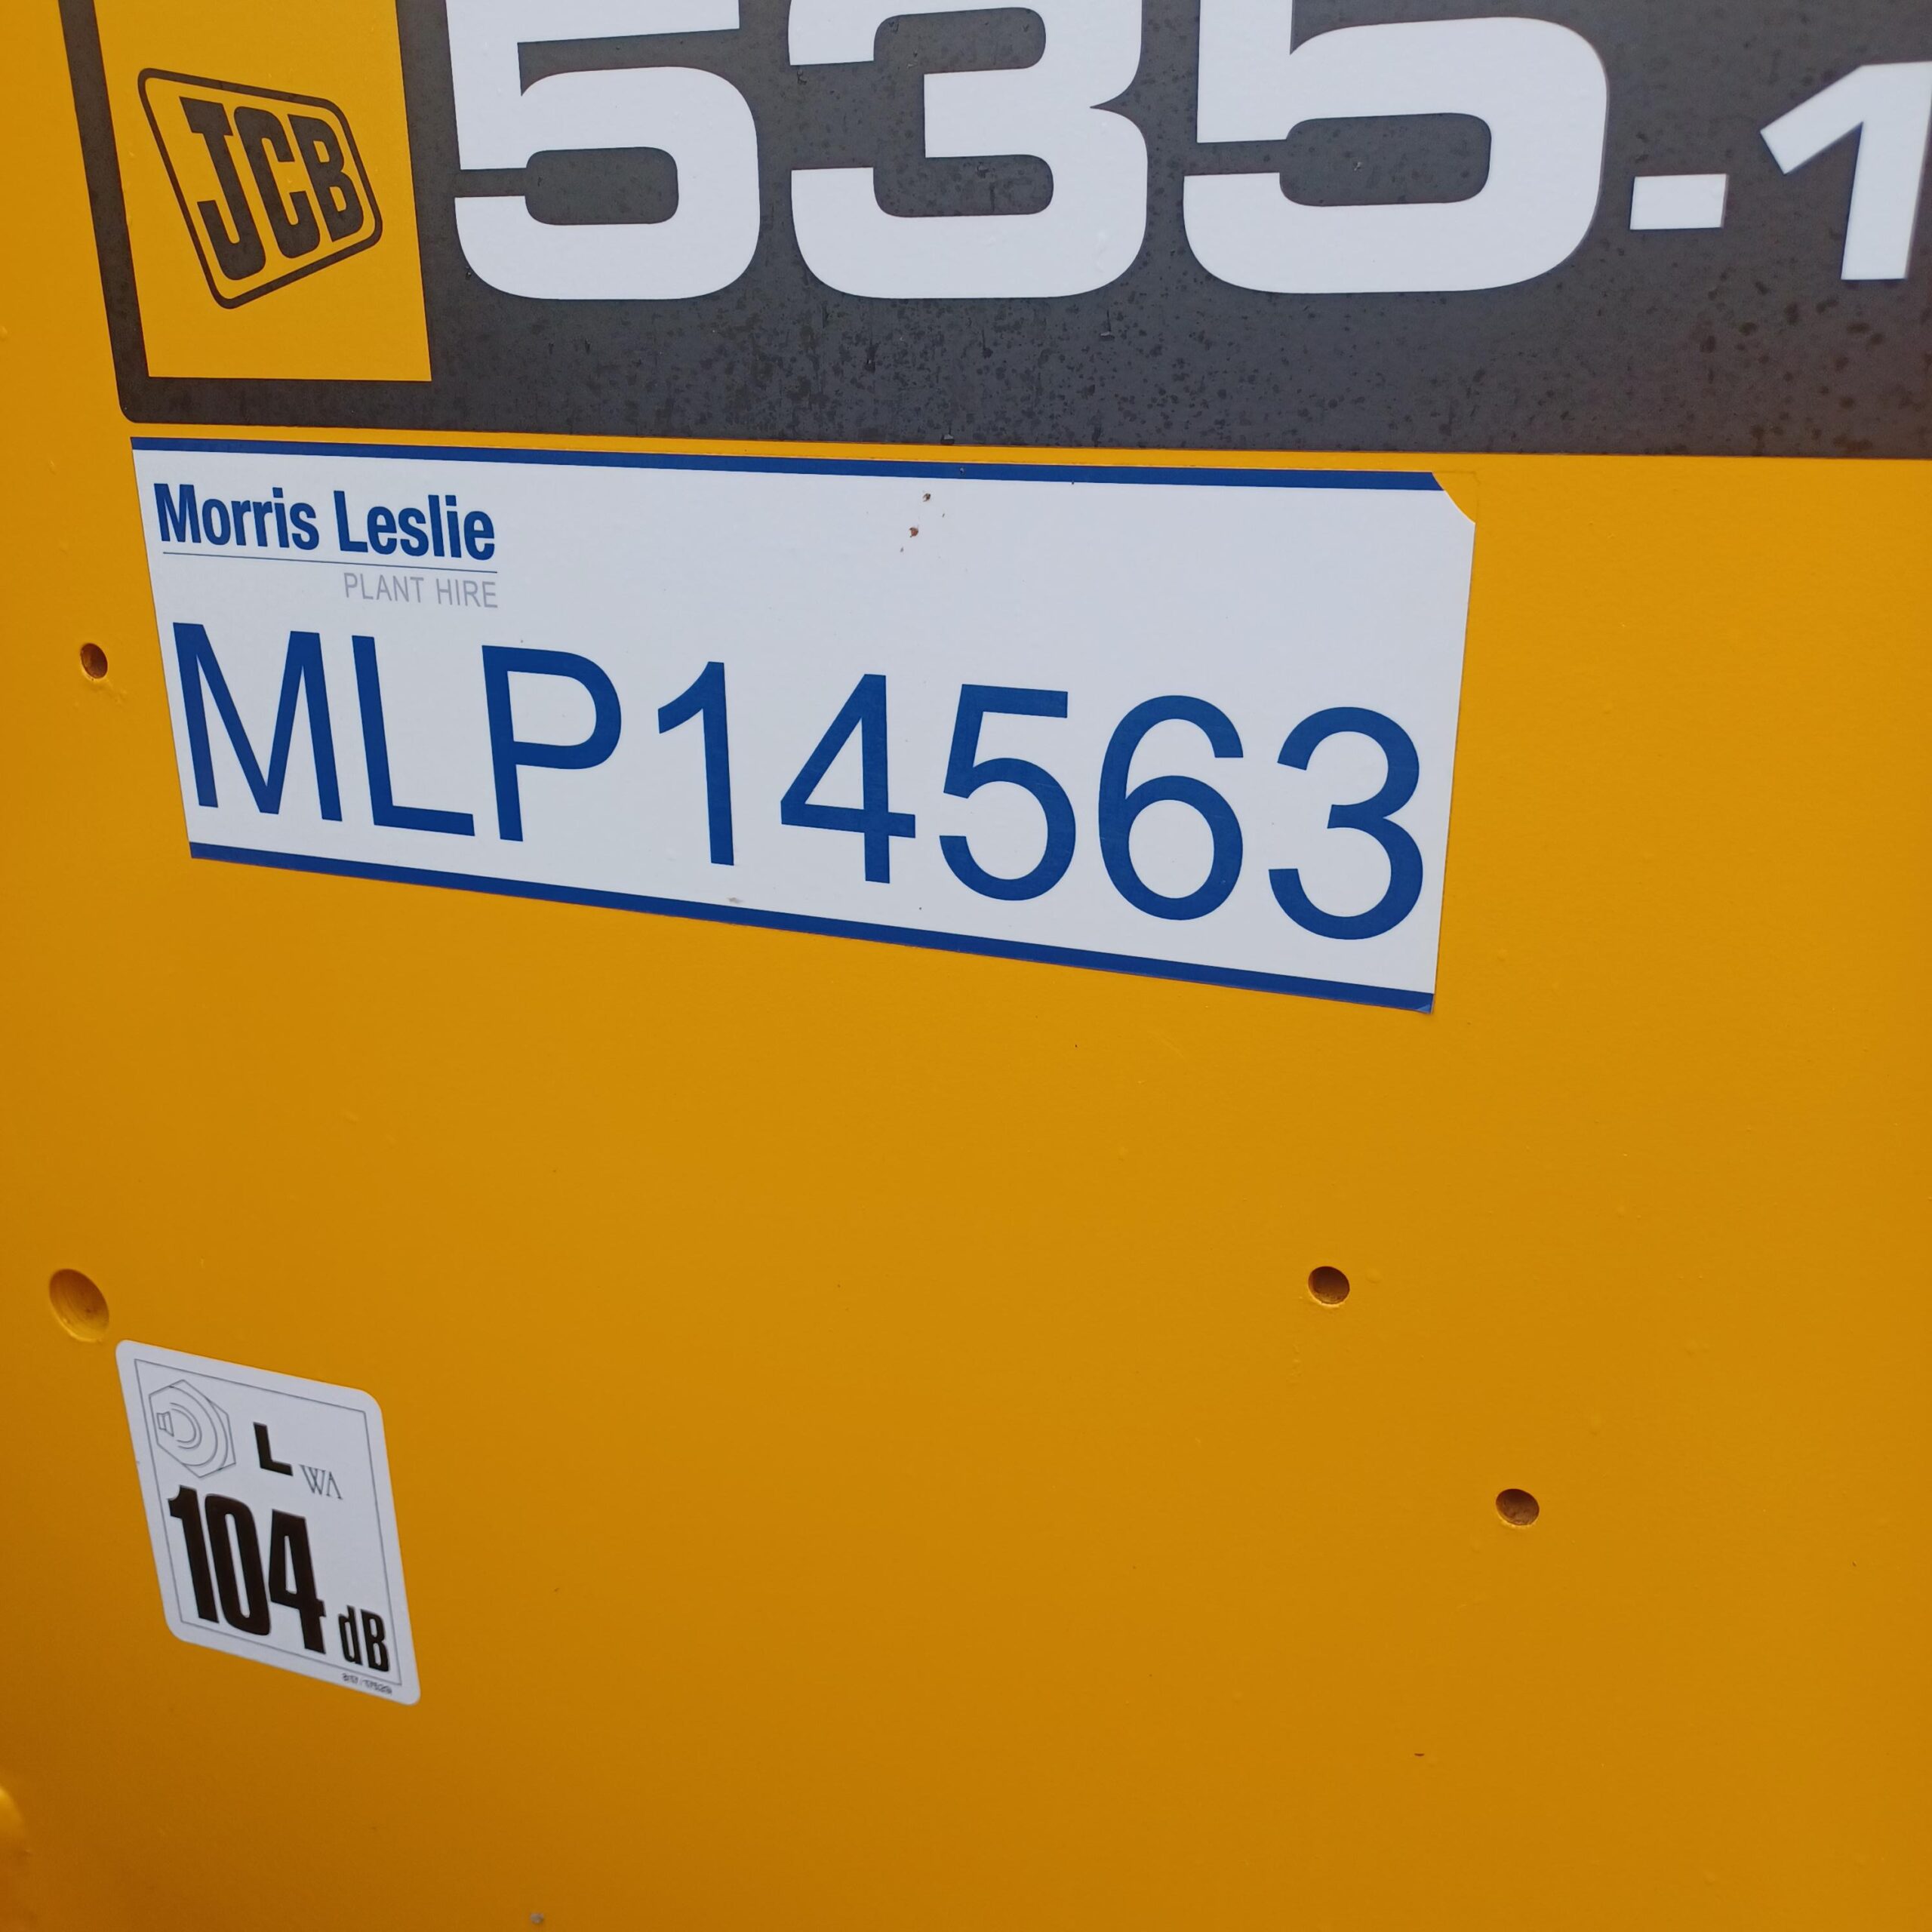 JCB
535-1
Morris Leslie
PLANT HIRE
MLP14563
L WA
104 dB